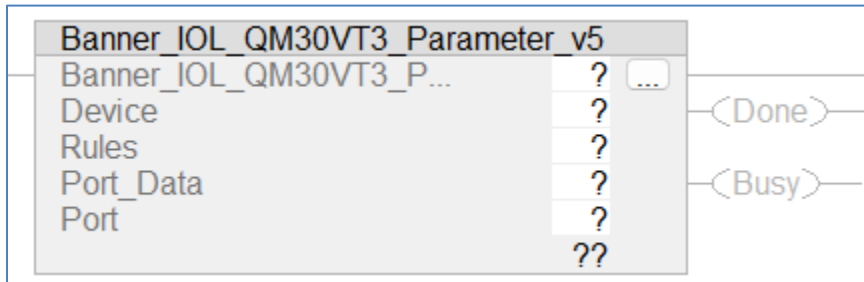 Banner_IOL_QM30VT3_Parameter_v5
Banner_IOL_QM30VT3_P... ? ...
Device ? Done
Rules ?
Port_Data ? Busy
Port ?
??